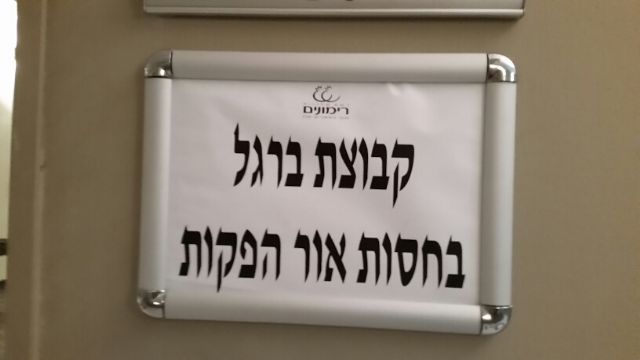 רימונים
קבוצת ברגל
בחסות אור הפקות